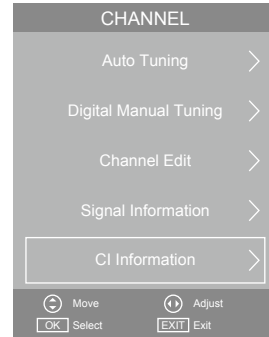 CHANNEL
Auto Tuning
Digital Manual Tuning
Channel Edit
Signal Information
CI Information
Move Adjust
OK Select EXIT Exit